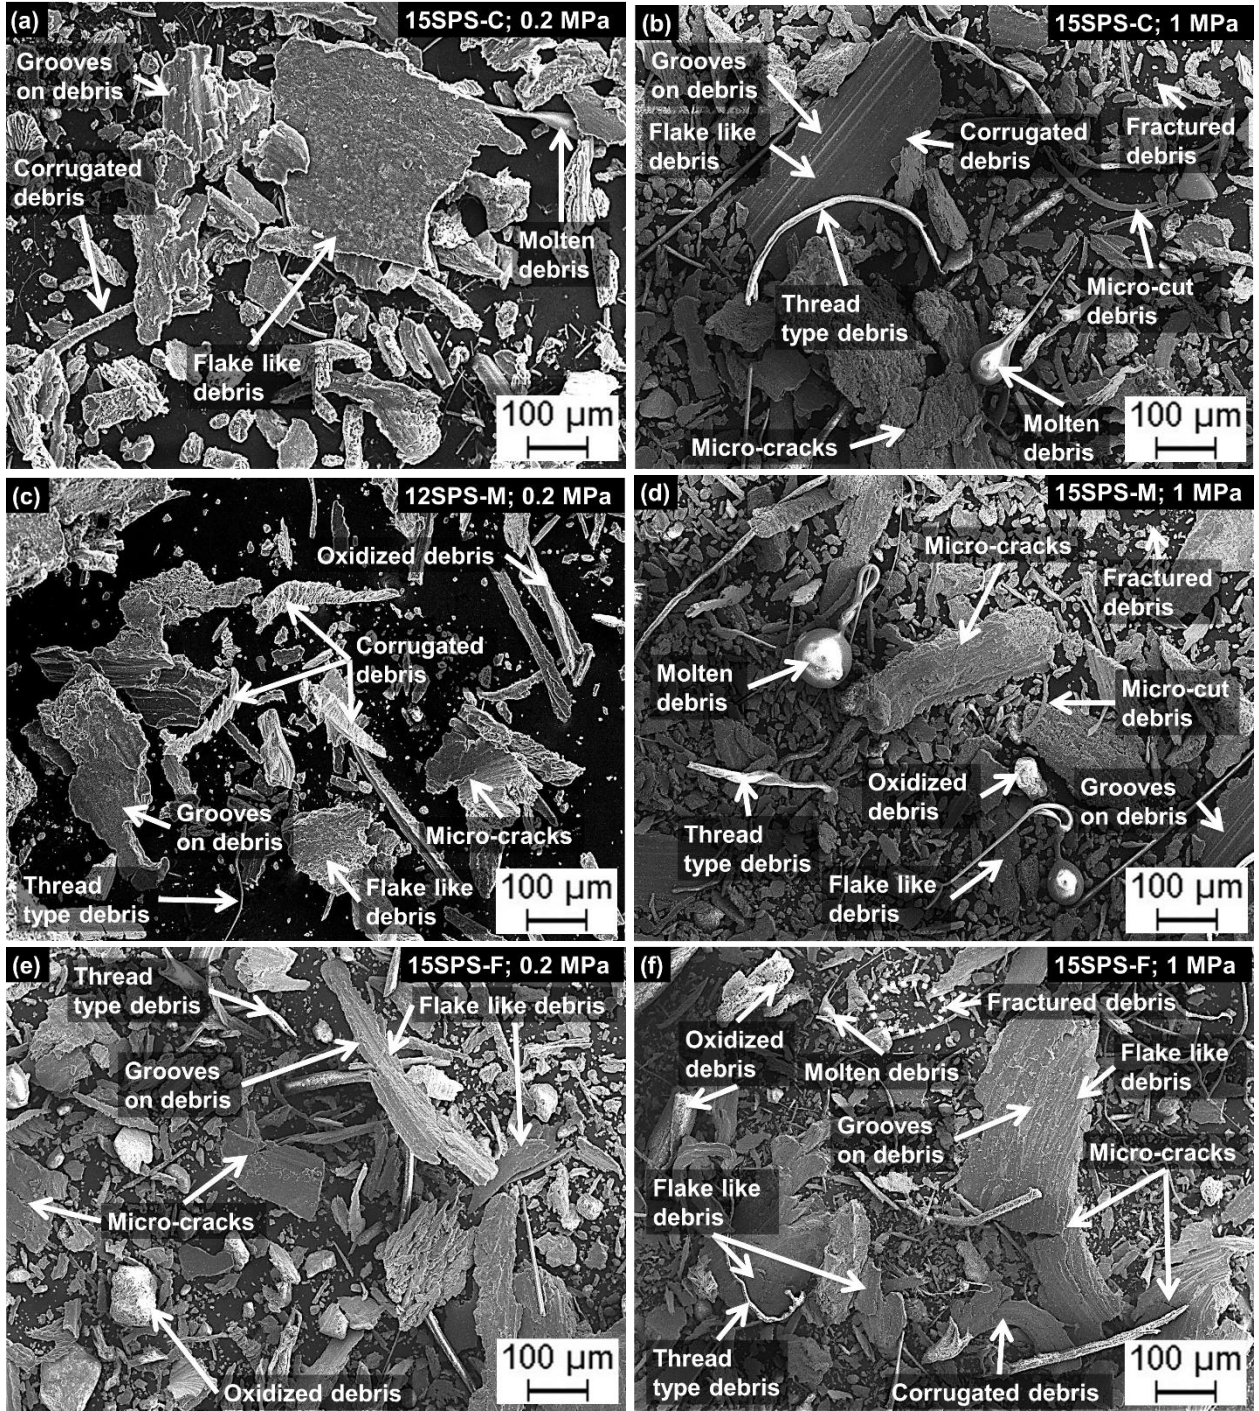 (a)
15SPS-C; 0.2 MPa
Grooves
on debris
Corrugated
debris
Molten
debris
Flake like
debris
100 µm
(b)
15SPS-C; 1 MPa
Grooves
on debris
Flake like
debris
Corrugated
debris
Fractured
debris
Thread
type debris
Micro-cut
debris
Micro-cracks
Molten
debris
100 µm
(c)
12SPS-M; 0.2 MPa
Oxidized debris
Corrugated
debris
Grooves
on debris
Micro-cracks
Thread
type debris
Flake like
debris
100 µm
(d)
15SPS-M; 1 MPa
Micro-cracks
Fractured
debris
Molten
debris
Micro-cut
debris
Oxidized
debris
Grooves
on debris
Thread
type debris
Flake like
debris
100 µm
(e)
15SPS-F; 0.2 MPa
Thread
type debris
Flake like debris
Grooves
on debris
Micro-cracks
Oxidized debris
100 µm
(f)
15SPS-F; 1 MPa
Oxidized
debris
Fractured debris
Molten debris
Flake like
debris
Grooves
on debris
Micro-cracks
Flake like
debris
Thread
type debris
Corrugated debris
100 µm